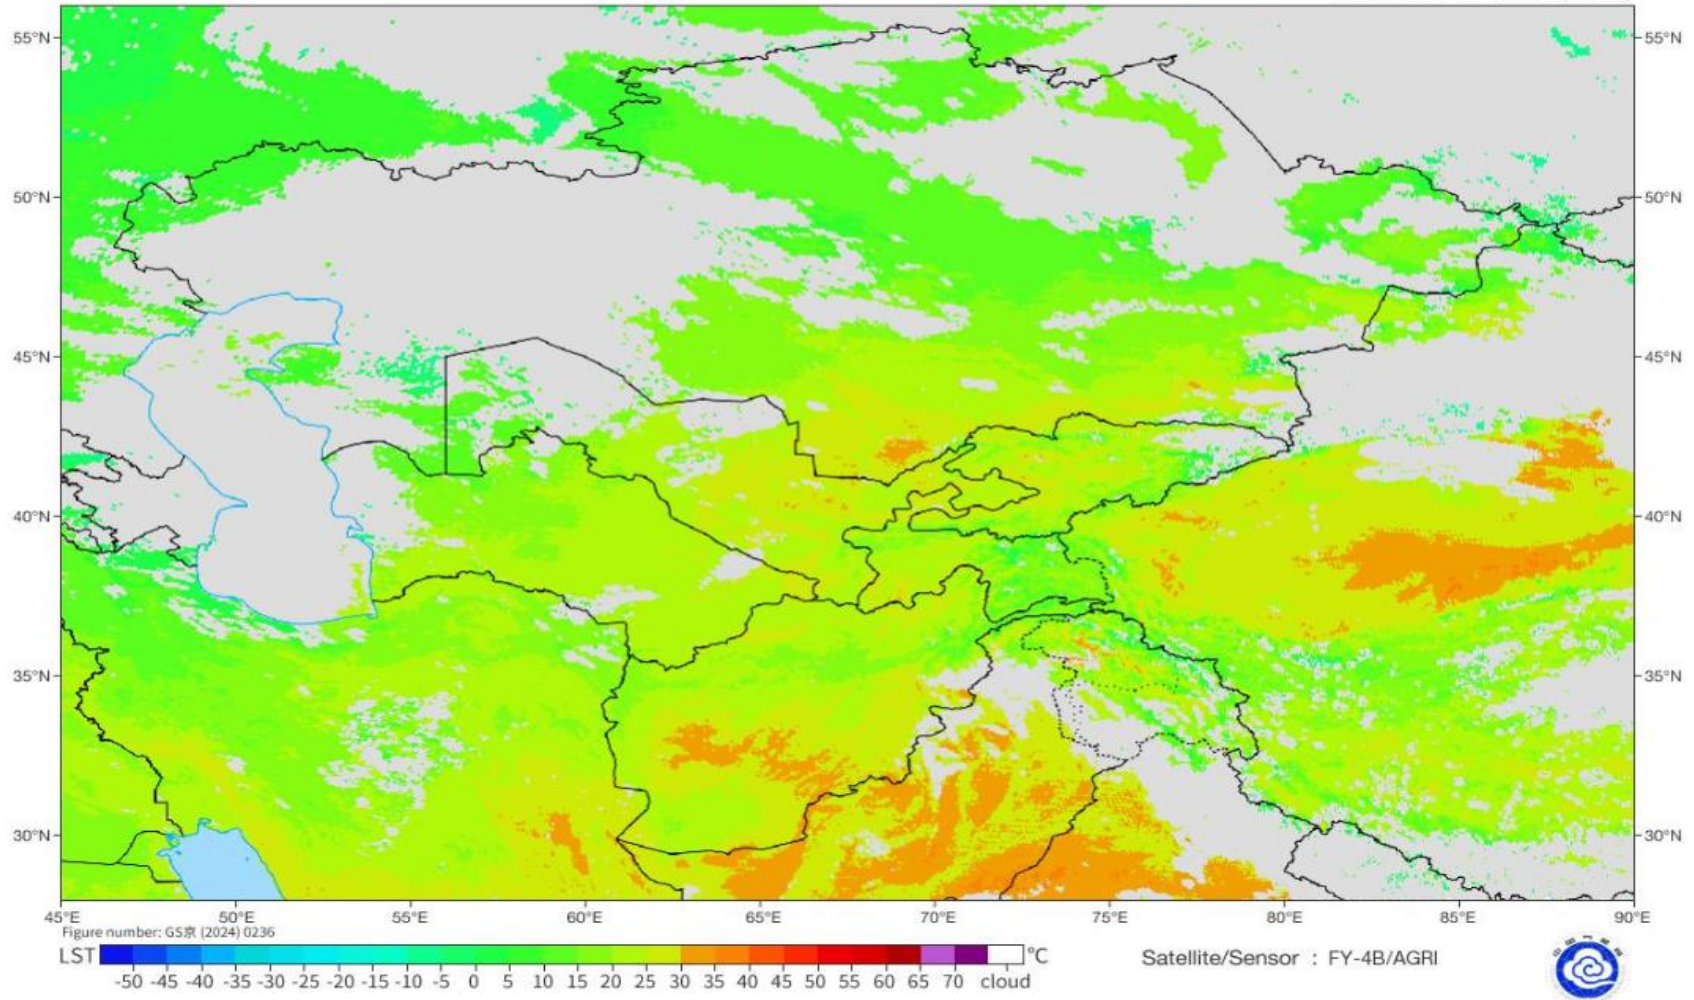 55°N
55°N
50°N
50°N
45°N
45°N
40°N
40°N
35°N
35°N
30°N
30°N
45°E 50°E 55°E 60°E 65°E 70°E 75°E 80°E 85°E 90°E
Figure number: GS京 (2024) 0236
LST
°C
-50 -45 -40 -35 -30 -25 -20 -15 -10 -5 0 5 10 15 20 25 30 35 40 45 50 55 60 65 70 cloud
Satellite/Sensor : FY-4B/AGRI